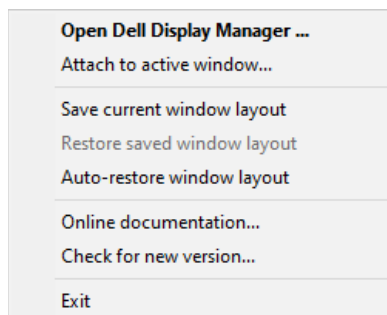 Open Dell Display Manager ...
Attach to active window...
Save current window layout
Restore saved window layout
Auto-restore window layout
Online documentation...
Check for new version...
Exit